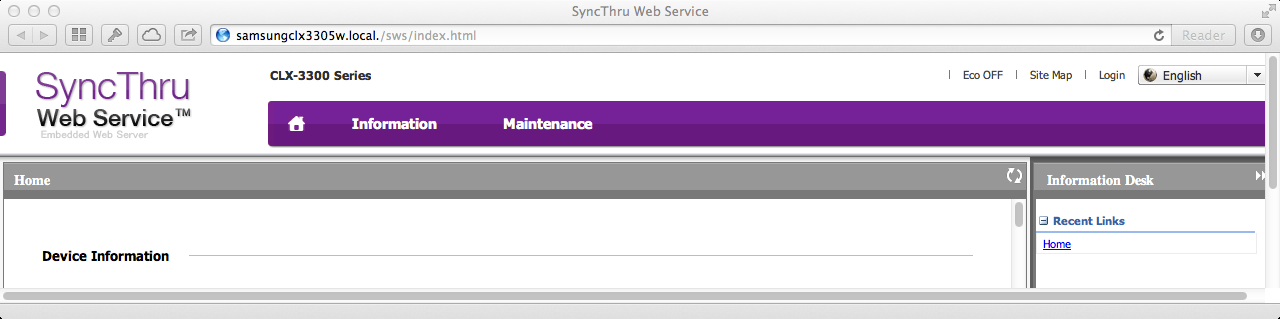 SyncThru Web Service
samsungclx3305w.local./sws/index.html
Reader
SyncThru
Web Service™
Embedded Web Server
CLX-3300 Series
Eco OFF
Site Map
Login
English
Information
Maintenance
Home
Information Desk
Recent Links
Home
Device Information